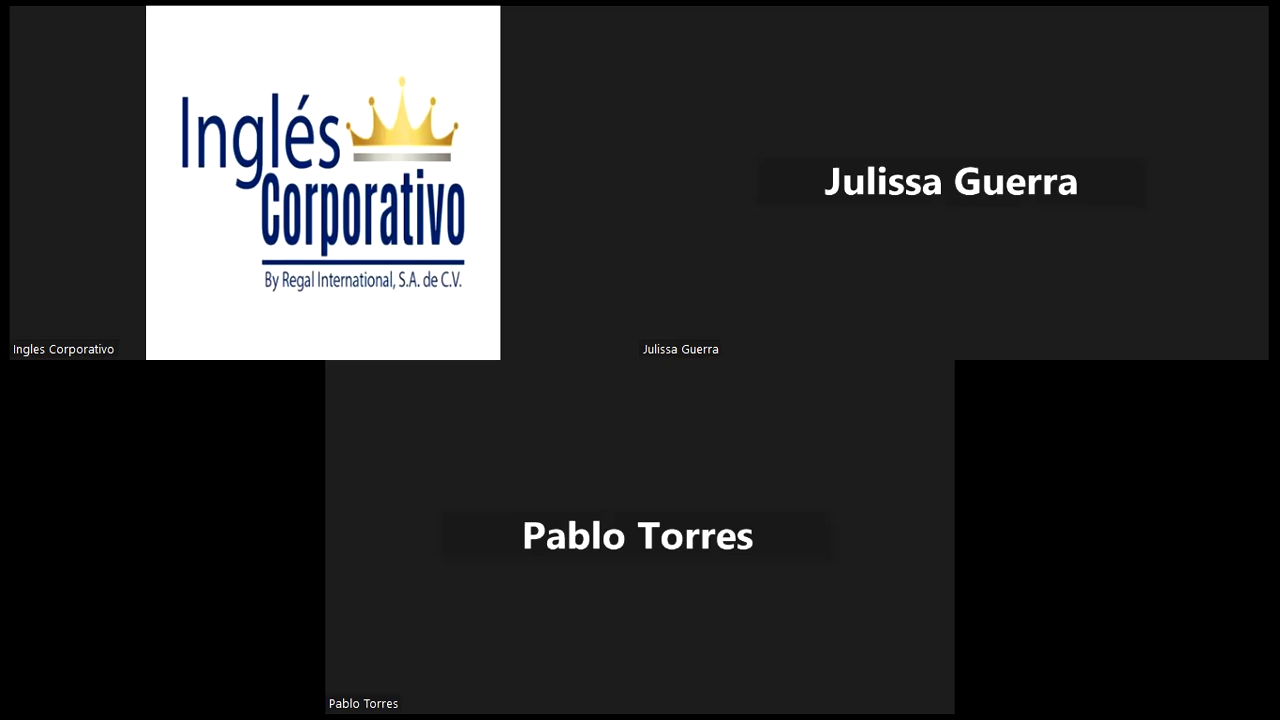 Inglés
Corporativo
By Regal International, S.A. de C.V.
Ingles Corporativo
Julissa Guerra
Julissa Guerra
Pablo Torres
Pablo Torres